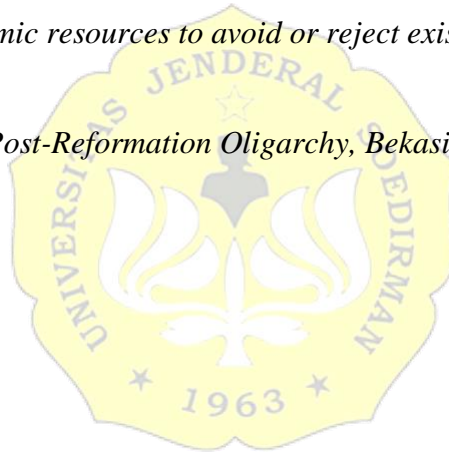 mic resources to avoid or reject exis
Post-Reformation Oligarchy, Bekasi
UNIVERSITAS JENDERAL SOEDIRMAN
* 1963 *